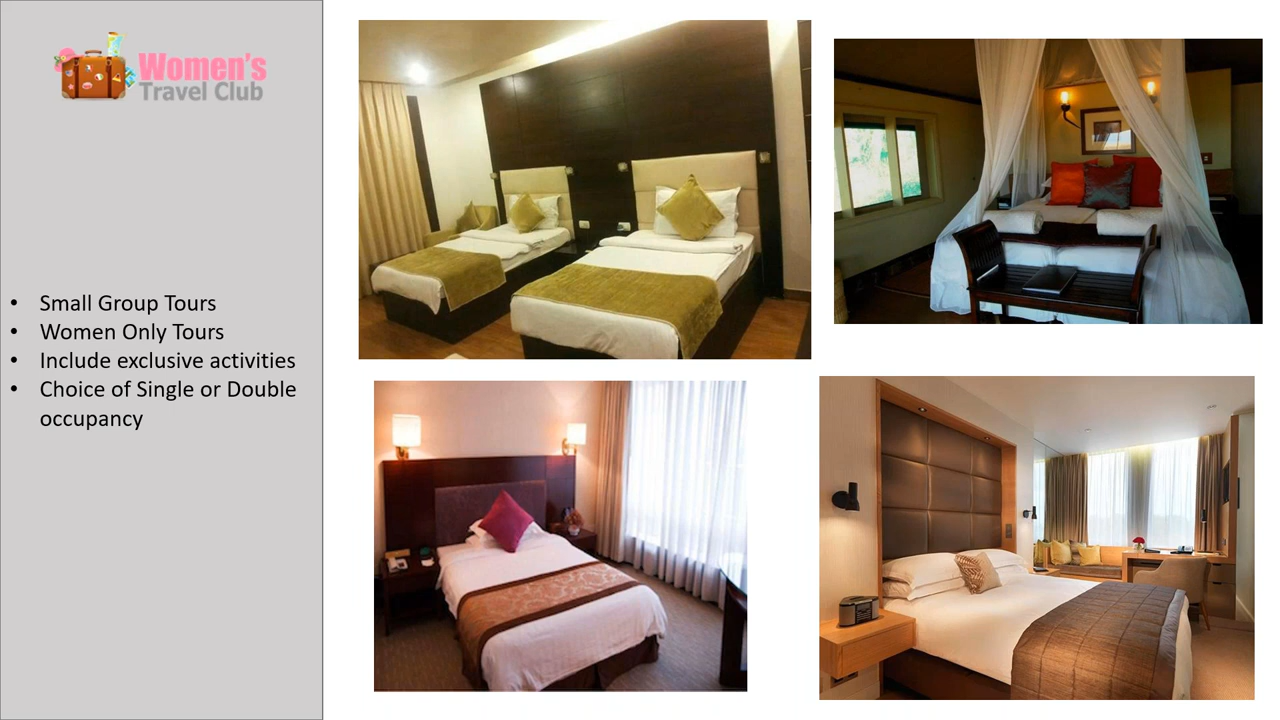 Women's
Travel Club
• Small Group Tours
• Women Only Tours
• Include exclusive activities
• Choice of Single or Double
occupancy